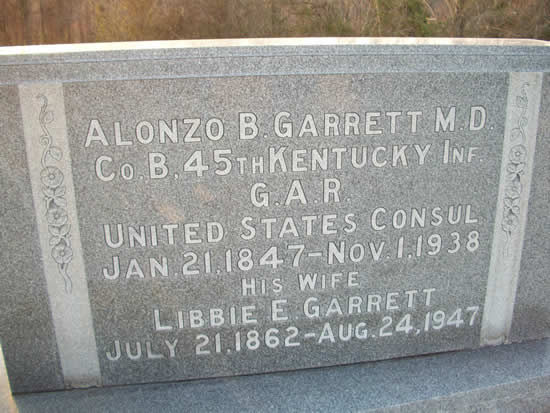 ALONZO B. GARRETT M.D.
CO. B, 45TH KENTUCKY INF.
G.A.R.
UNITED STATES CONSUL
JAN. 21, 1847–NOV. 1, 1938
HIS WIFE
LIBBIE E. GARRETT
JULY 21, 1862–AUG. 24, 1947